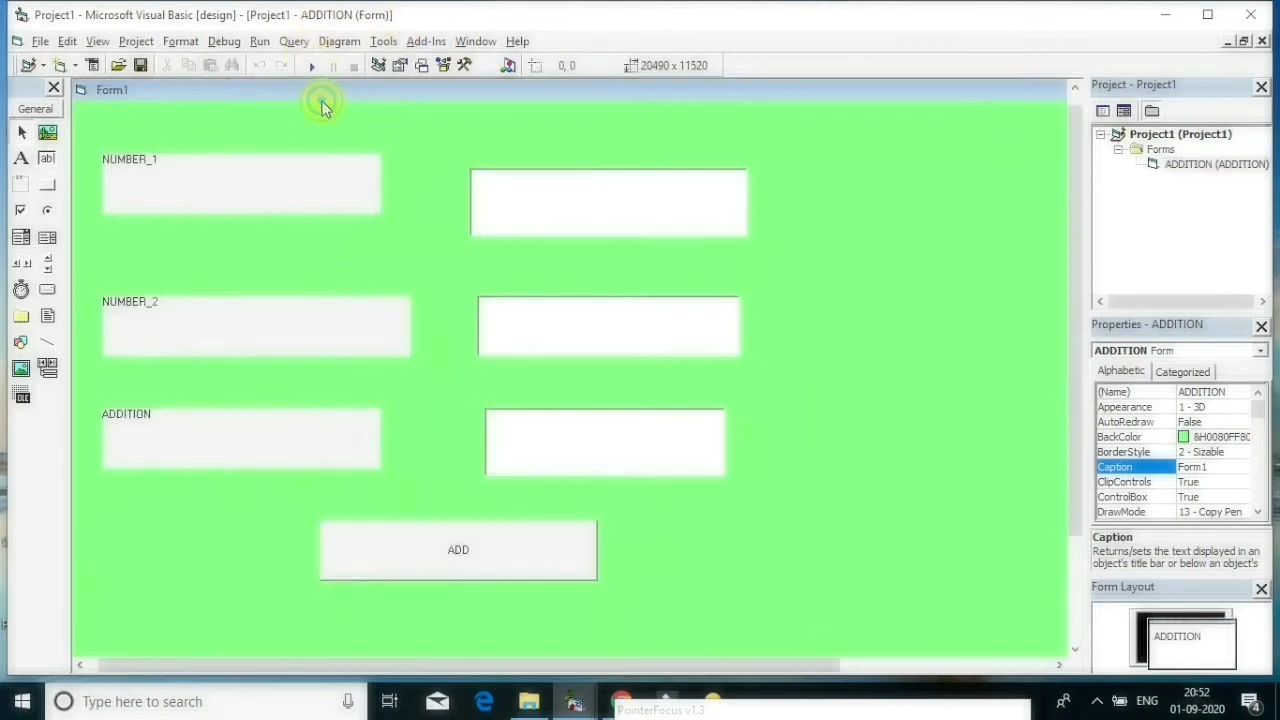 Project1 - Microsoft Visual Basic [design] - [Project1 - ADDITION (Form)]
File Edit View Project Format Debug Run Query Diagram Tools Add-Ins Window Help
0, 0 20490 x 11520
General
Form1
NUMBER_1
NUMBER_2
ADDITION
ADD
Project - Project1
Project1 (Project1)
Forms
ADDITION (ADDITION)
Properties - ADDITION
ADDITION Form
Alphabetic Categorized
(Name) ADDITION
Appearance 1 - 3D
AutoRedraw False
BackColor &H0080FF80
BorderStyle 2 - Sizable
Caption Form1
ClipControls True
ControlBox True
DrawMode 13 - Copy Pen
Caption
Returns/sets the text displayed in an
object's title bar or below an object's
Form Layout
ADDITION
Type here to search
PointerFocus v1.3
ENG
20:52
01-09-2020
4